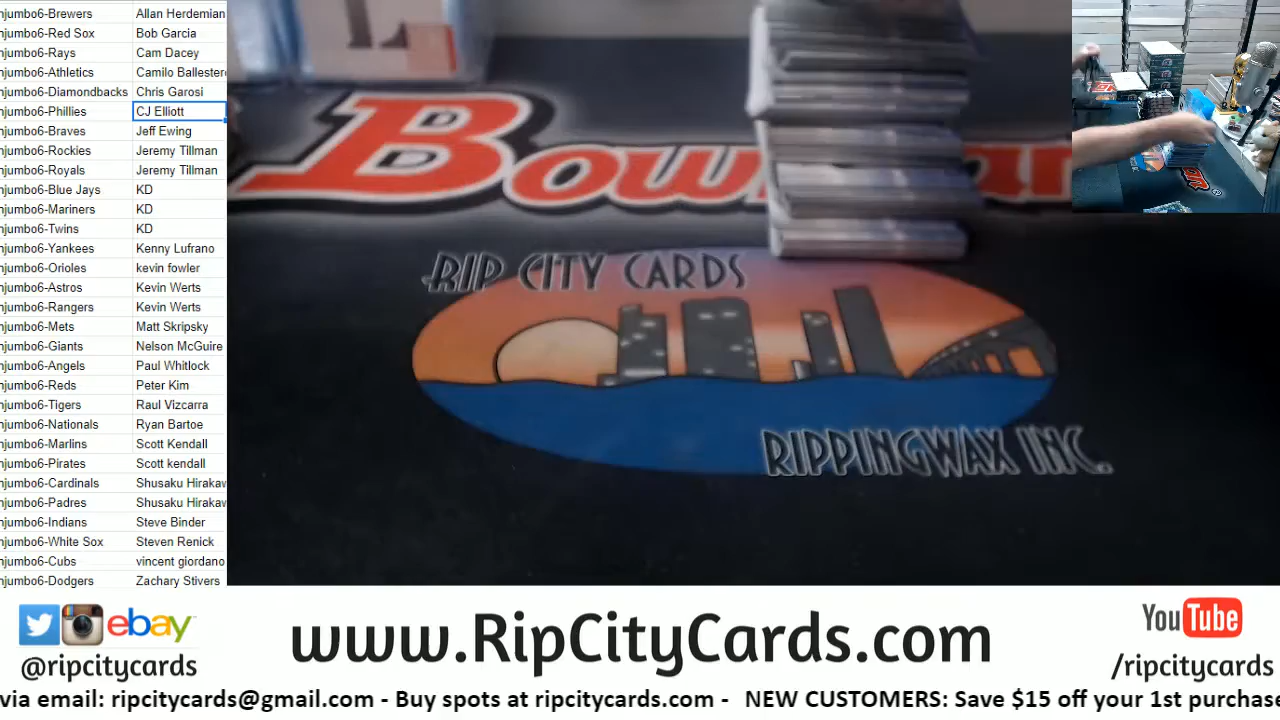 njumbo6-Brewers Allan Herdemian
njumbo6-Red Sox Bob Garcia
njumbo6-Rays Cam Dacey
njumbo6-Athletics Camilo Ballester
njumbo6-Diamondbacks Chris Garosi
njumbo6-Phillies CJ Elliott
njumbo6-Braves Jeff Ewing
njumbo6-Rockies Jeremy Tillman
njumbo6-Royals Jeremy Tillman
njumbo6-Blue Jays KD
njumbo6-Mariners KD
njumbo6-Twins KD
njumbo6-Yankees Kenny Lufrano
njumbo6-Orioles kevin fowler
njumbo6-Astros Kevin Werts
njumbo6-Rangers Kevin Werts
njumbo6-Mets Matt Skripsky
njumbo6-Giants Nelson McGuire
njumbo6-Angels Paul Whitlock
njumbo6-Reds Peter Kim
njumbo6-Tigers Raul Vizcarra
njumbo6-Nationals Ryan Bartoe
njumbo6-Marlins Scott Kendall
njumbo6-Pirates Scott kendall
njumbo6-Cardinals Shusaku Hirakaw
njumbo6-Padres Shusaku Hirakaw
njumbo6-Indians Steve Binder
njumbo6-White Sox Steven Renick
njumbo6-Cubs vincent giordano
njumbo6-Dodgers Zachary Stivers
Bow
RIP CITY CARDS
RIPPINGWAX INC.
ebay
@ripcitycards
www.RipCityCards.com
YouTube
/ripcitycards
via email: ripcitycards@gmail.com - Buy spots at ripcitycards.com - NEW CUSTOMERS: Save $15 off your 1st purchase